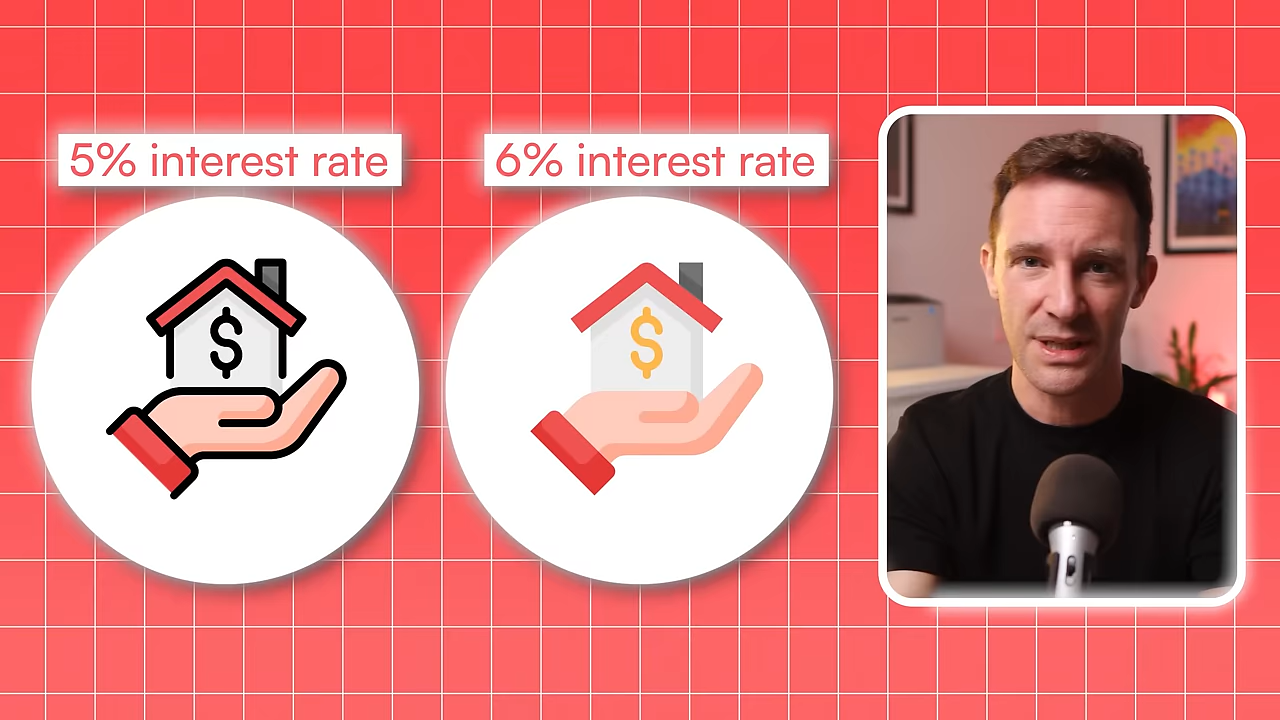 5% interest rate
6% interest rate
$
$